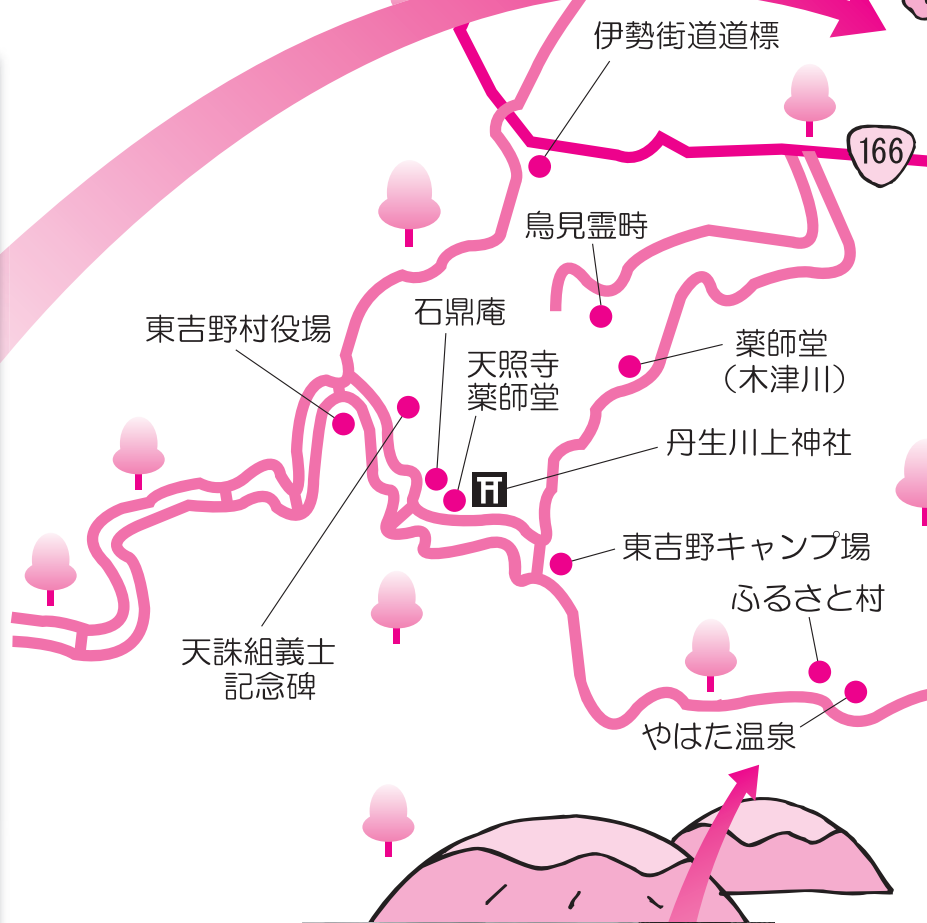 伊勢街道道標
166
鳥見霊時
石鼎庵
東吉野村役場
天照寺
薬師堂
薬師堂
（木津川）
丹生川上神社
東吉野キャンプ場
ふるさと村
天誅組義士
記念碑
やはた温泉